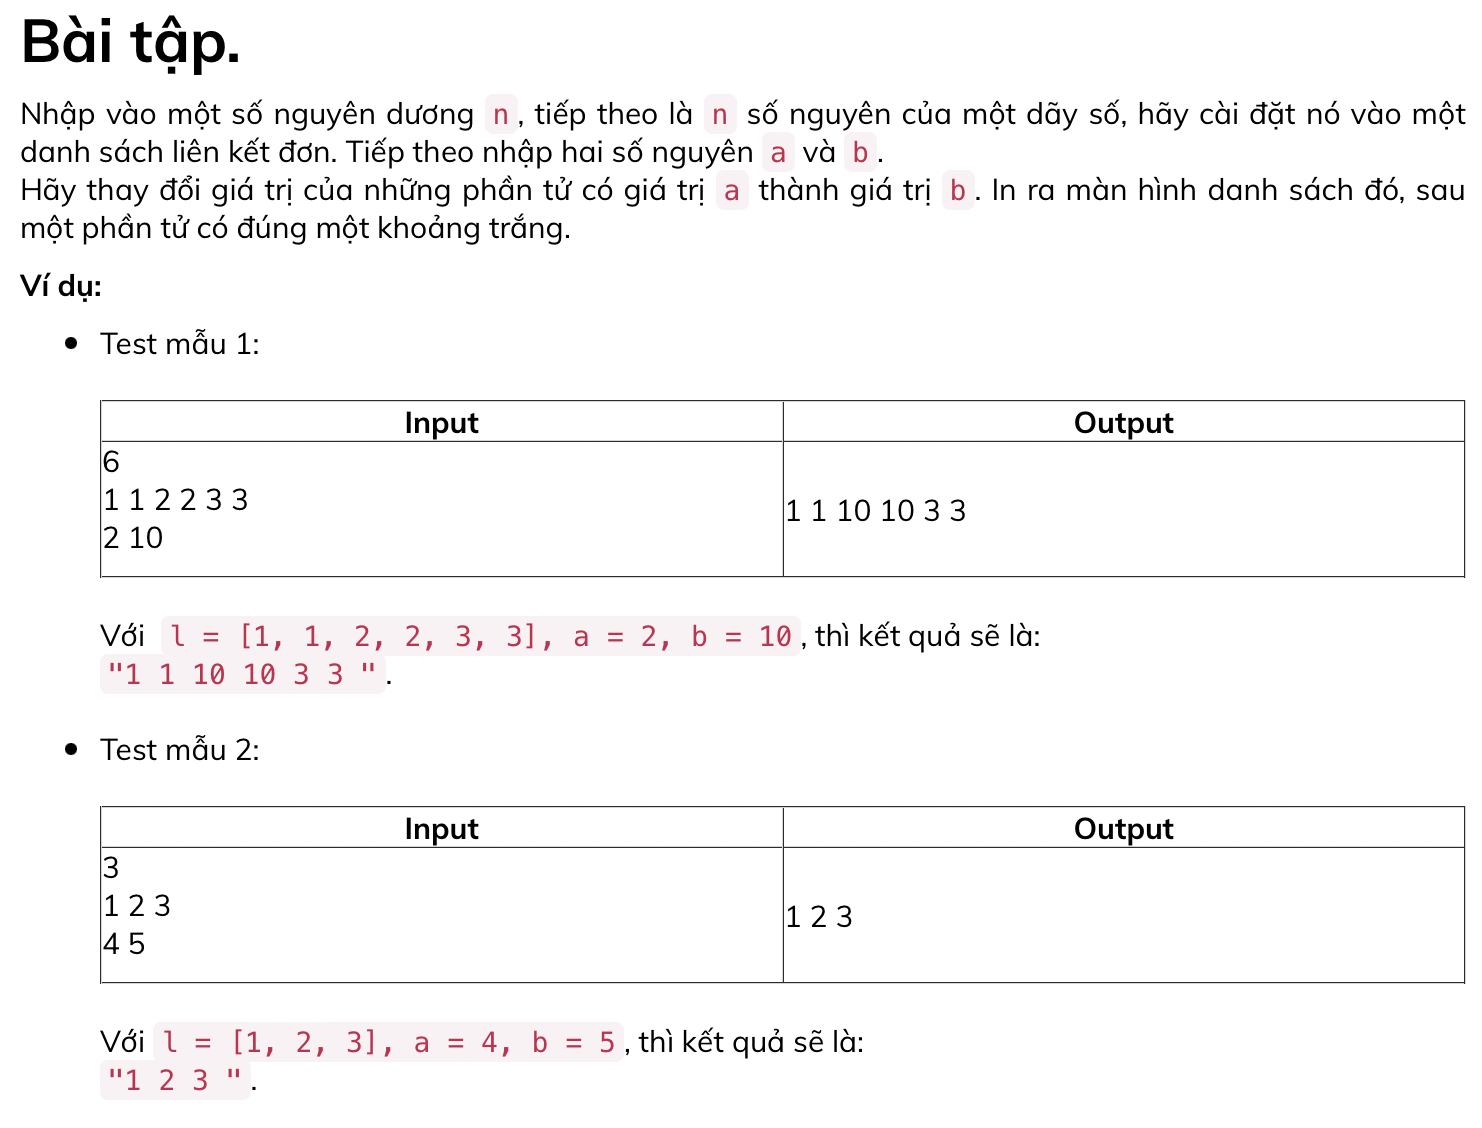 Bài tập.
Nhập vào một số nguyên dương n, tiếp theo là n số nguyên của một dãy số, hãy cài đặt nó vào một
danh sách liên kết đơn. Tiếp theo nhập hai số nguyên a và b.
Hãy thay đổi giá trị của những phần tử có giá trị a thành giá trị b. In ra màn hình danh sách đó, sau
một phần tử có đúng một khoảng trắng.
Ví dụ:
• Test mẫu 1:
Input Output
6
1 1 2 2 3 3
2 10
1 1 10 10 3 3
Với l = [1, 1, 2, 2, 3, 3], a = 2, b = 10, thì kết quả sẽ là:
"1 1 10 10 3 3 ".
• Test mẫu 2:
Input Output
3
1 2 3
4 5
1 2 3
Với l = [1, 2, 3], a = 4, b = 5, thì kết quả sẽ là:
"1 2 3 ".